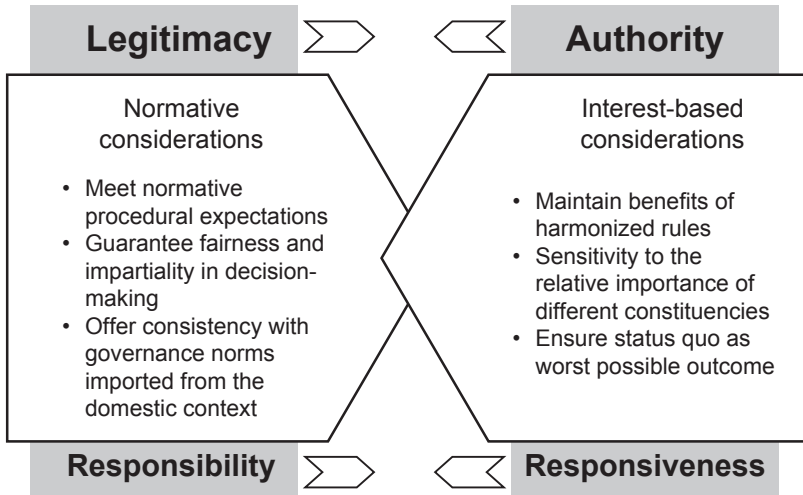 Legitimacy
Authority
Normative
considerations
• Meet normative
procedural expectations
• Guarantee fairness and
impartiality in decision-
making
• Offer consistency with
governance norms
imported from the
domestic context
Interest-based
considerations
• Maintain benefits of
harmonized rules
• Sensitivity to the
relative importance of
different constituencies
• Ensure status quo as
worst possible outcome
Responsibility
Responsiveness